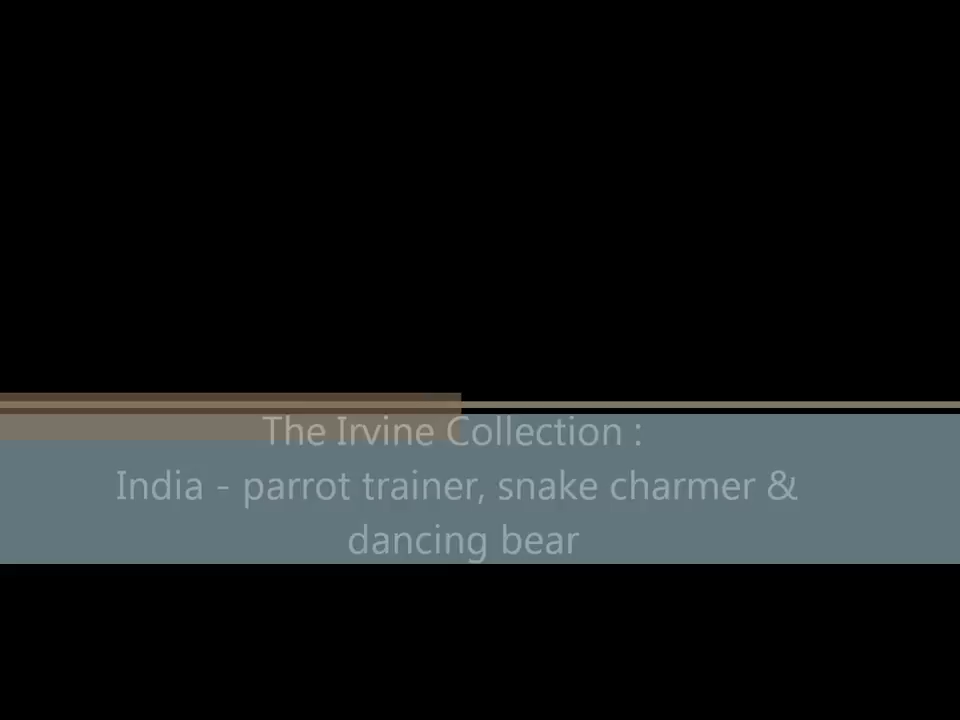 The Irvine Collection :
India - parrot trainer, snake charmer &
dancing bear